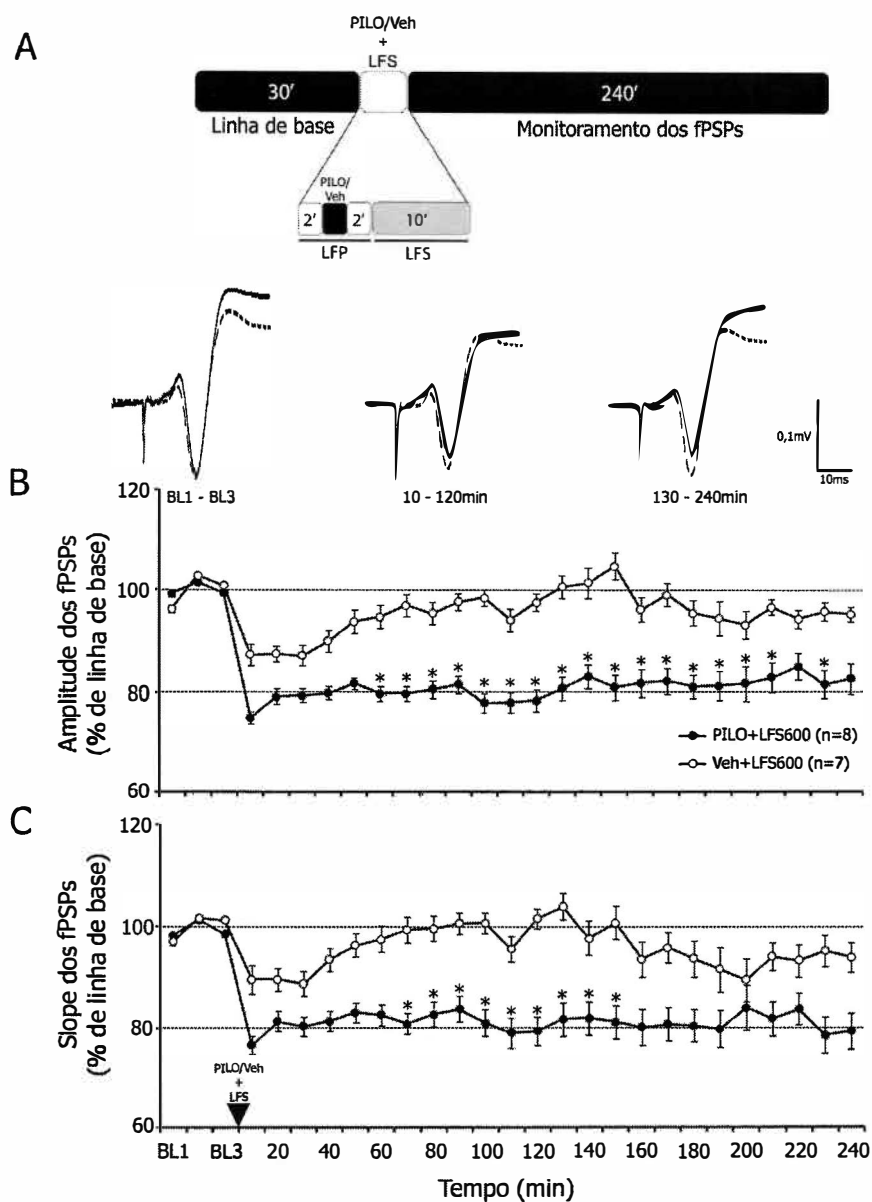 A
PILO/Veh
+
LFS
30'
240'
Linha de base
Monitoramento dos fPSPs
PILO/
Veh
2'
2'
10'
LFP
LFS
0,1mV
10ms
BL1 - BL3
10 - 120min
130 - 240min
B
Amplitude dos fPSPs
(% de linha de base)
120
100
80
60
* * * * * * * * * * * * * * * *
PILO+LFS600 (n=8)
Veh+LFS600 (n=7)
C
Slope dos fPSPs
(% de linha de base)
120
100
80
60
* * * * * * * * *
PILO/Veh
+
LFS
BL1 BL3 20 40 60 80 100 120 140 160 180 200 220 240
Tempo (min)